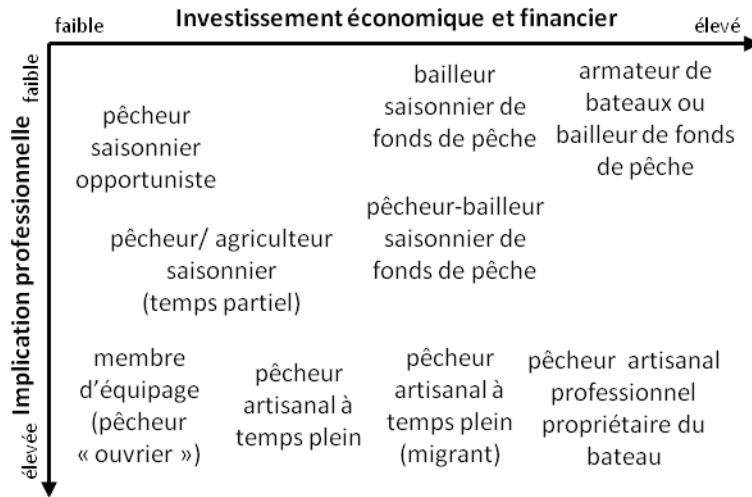 Investissement économique et financier
faible
élevé
Implication professionnelle
faible
élevée
pêcheur
saisonnier
opportuniste
bailleur
saisonnier de
fonds de pêche
armateur de
bateaux ou
bailleur de fonds
de pêche
pêcheur/ agriculteur
saisonnier
(temps partiel)
pêcheur-bailleur
saisonnier de
fonds de pêche
membre
d'équipage
(pêcheur
« ouvrier »)
pêcheur
artisanal à
temps plein
pêcheur
artisanal à
temps plein
(migrant)
pêcheur artisanal
professionnel
propriétaire du
bateau